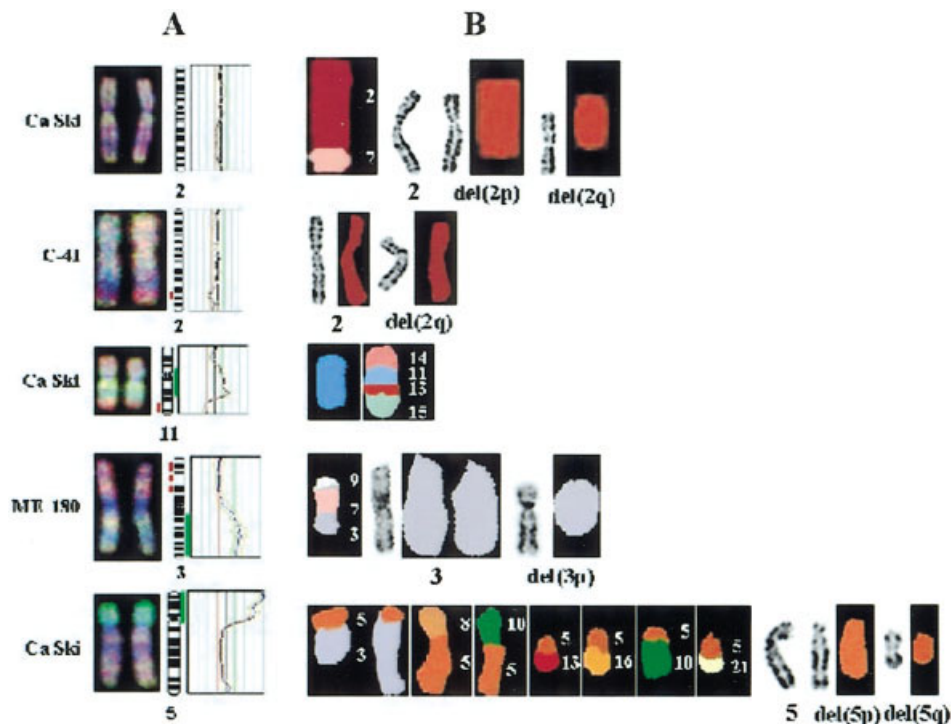 A B
Ca Ski 2 7
2 2 del(2p) del(2q)
C-41
2 2 del(2q)
Ca Ski 14
11
13
15
11
ME 180 9
7
3
3 3 del(3p)
Ca Ski 5 3 8 5 10 5 5 13 5 16 5 10 5 21
5 5 del(5p) del(5q)